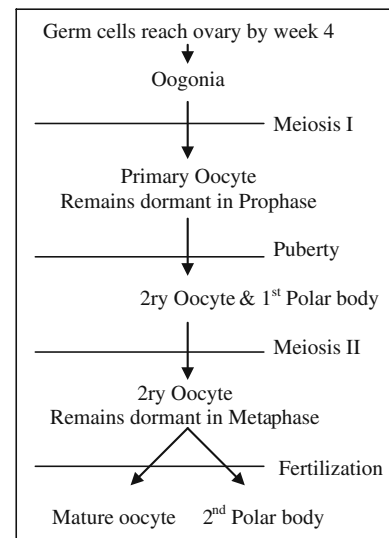 Germ cells reach ovary by week 4
Oogonia
Meiosis I
Primary Oocyte
Remains dormant in Prophase
Puberty
2ry Oocyte & 1st Polar body
Meiosis II
2ry Oocyte
Remains dormant in Metaphase
Fertilization
Mature oocyte 2nd Polar body